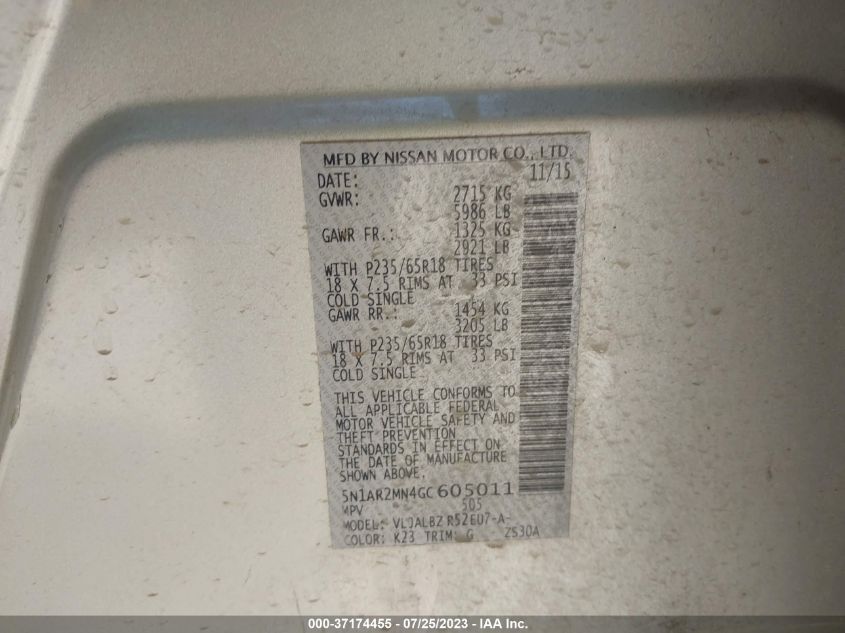 MFD BY NISSAN MOTOR CO., LTD.
DATE: 11/15
GVWR: 2715 KG
5986 LB
GAWR FR.: 1325 KG
2921 LB
WITH P235/65R18 TIRES
18 X 7.5 RIMS AT 33 PSI
COLD SINGLE
GAWR RR.: 1454 KG
3205 LB
WITH P235/65R18 TIRES
18 X 7.5 RIMS AT 33 PSI
COLD SINGLE
THIS VEHICLE CONFORMS TO
ALL APPLICABLE FEDERAL
MOTOR VEHICLE SAFETY AND
THEFT PREVENTION
STANDARDS IN EFFECT ON
THE DATE OF MANUFACTURE
SHOWN ABOVE.
5N1AR2MN4GC605011
MPV 505
MODEL: R52EU7-A-
COLOR: K23 TRIM: G 2S30A
000-37174455 - 07/25/2023 - IAA Inc.